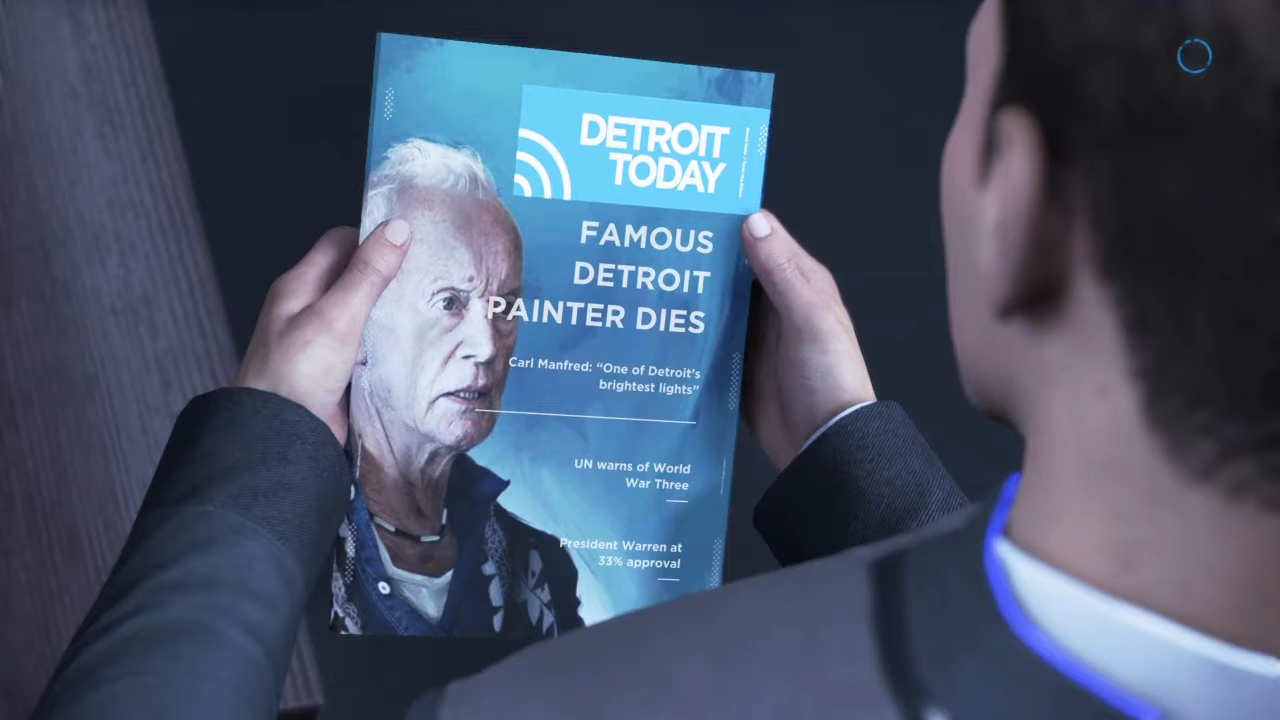 DETROIT
TODAY
FAMOUS
DETROIT
PAINTER DIES
Carl Manfred: “One of Detroit’s
brightest lights”
UN warns of World
War Three
President Warren at
33% approval